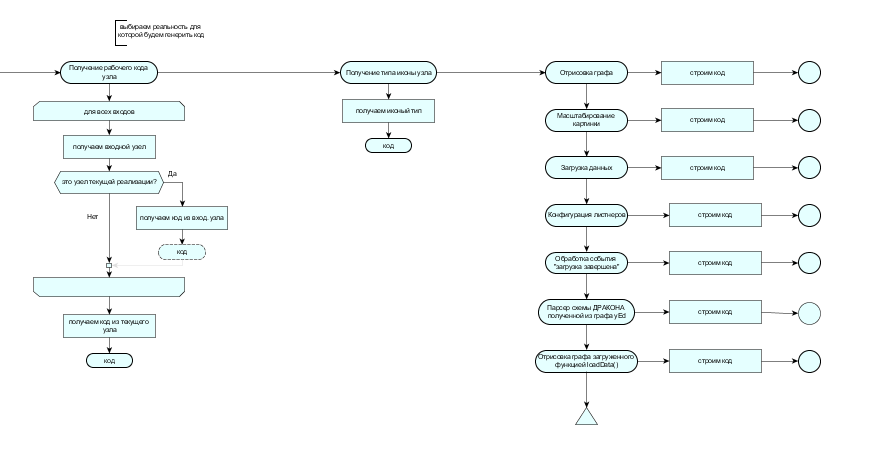 выбираем реальность для
которой будем генерить код
Получение рабочего кода
узла
для всех входов
получаем входной узел
это узел текущей реализации?
Да
Нет
получаем код из вход. узла
код
получаем код из текущего
узла
код
Получение типа иконы узла
получаем иконый тип
код
Отрисовка графа
строим код
Масштабирование
картинки
строим код
Загрузка данных
строим код
Конфигурация листнеров
строим код
Обработка события
"загрузка завершена"
строим код
Парсер схемы ДРАКОНА
полученной из графа yEd
строим код
Отрисовка графа загруженного
функцией loadData()
строим код